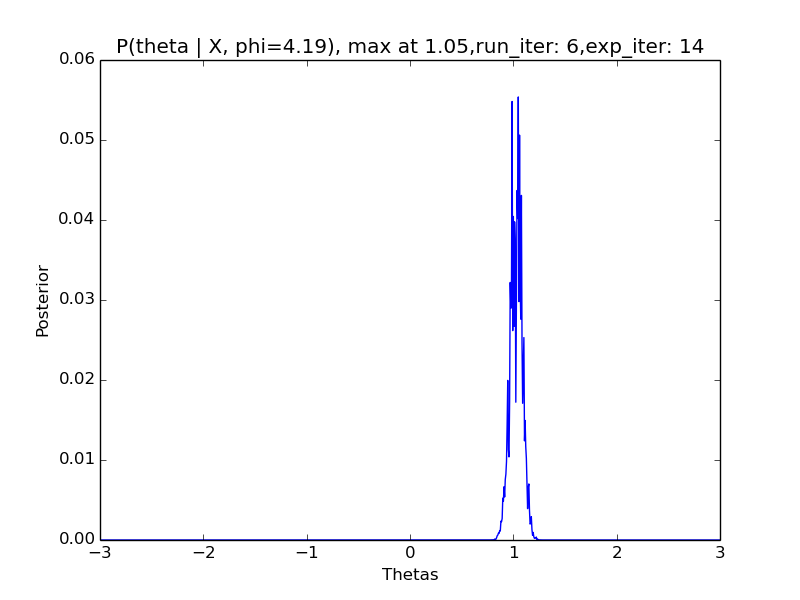 P(theta | X, phi=4.19), max at 1.05,run_iter: 6,exp_iter: 14
0.06
0.05
0.04
0.03
0.02
0.01
0.00
Posterior
−3 −2 −1 0 1 2 3
Thetas